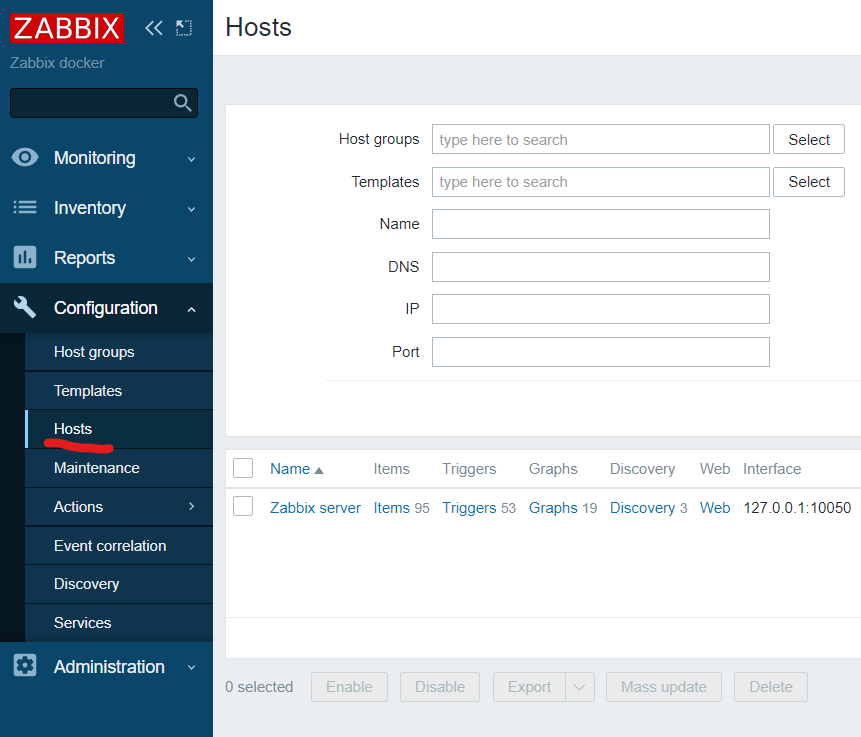 ZABBIX
Zabbix docker
Monitoring
Inventory
Reports
Configuration
Host groups
Templates
Hosts
Maintenance
Actions
Event correlation
Discovery
Services
Administration
Hosts
Host groups type here to search Select
Templates type here to search Select
Name
DNS
IP
Port
Name Items Triggers Graphs Discovery Web Interface
Zabbix server Items 95 Triggers 53 Graphs 19 Discovery 3 Web 127.0.0.1:10050
0 selected Enable Disable Export Mass update Delete